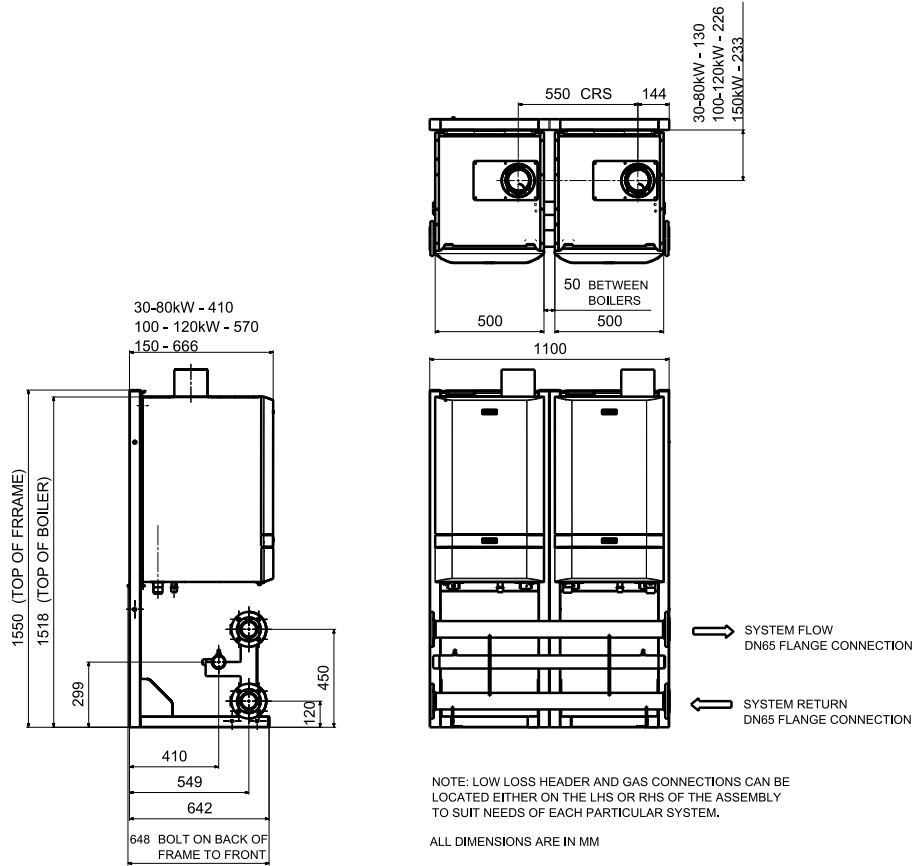 30-80kW - 130
100-120kW - 226
150kW - 233
550 CRS
144
50 BETWEEN
BOILERS
500
500
30-80kW - 410
100 - 120kW - 570
150 - 666
1100
1550 (TOP OF FRRAME)
1518 (TOP OF BOILER)
299
450
120
410
549
642
648 BOLT ON BACK OF
FRAME TO FRONT
SYSTEM FLOW
DN65 FLANGE CONNECTION
SYSTEM RETURN
DN65 FLANGE CONNECTION
NOTE: LOW LOSS HEADER AND GAS CONNECTIONS CAN BE
LOCATED EITHER ON THE LHS OR RHS OF THE ASSEMBLY
TO SUIT NEEDS OF EACH PARTICULAR SYSTEM.
ALL DIMENSIONS ARE IN MM